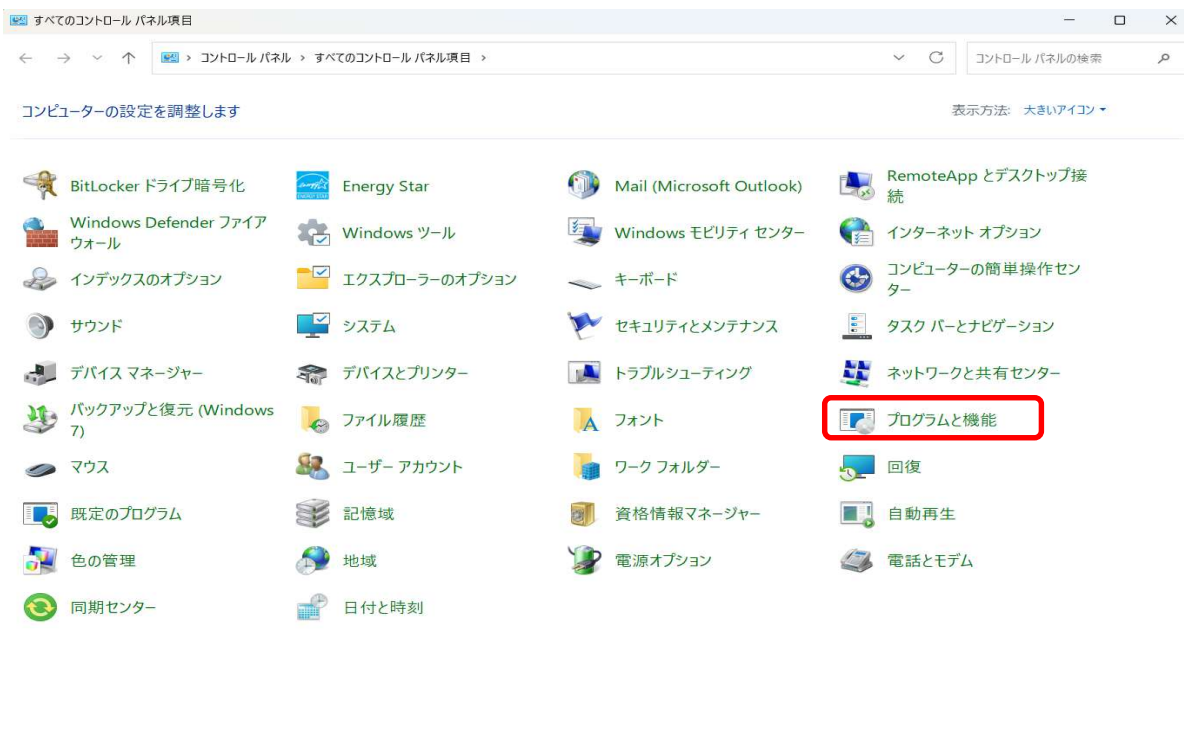 すべてのコントロール パネル項目
コントロール パネル › すべてのコントロール パネル項目 ›
コントロール パネルの検索
コンピューターの設定を調整します
表示方法: 大きいアイコン
BitLocker ドライブ暗号化
Energy Star
Mail (Microsoft Outlook)
RemoteApp とデスクトップ接
続
Windows Defender ファイア
ウォール
Windows ツール
Windows モビリティ センター
インターネット オプション
インデックスのオプション
エクスプローラーのオプション
キーボード
コンピューターの簡単操作セン
ター
サウンド
システム
セキュリティとメンテナンス
タスク バーとナビゲーション
デバイス マネージャー
デバイスとプリンター
トラブルシューティング
ネットワークと共有センター
バックアップと復元 (Windows
7)
ファイル履歴
フォント
プログラムと機能
マウス
ユーザー アカウント
ワーク フォルダー
回復
既定のプログラム
記憶域
資格情報マネージャー
自動再生
色の管理
地域
電源オプション
電話とモデム
同期センター
日付と時刻